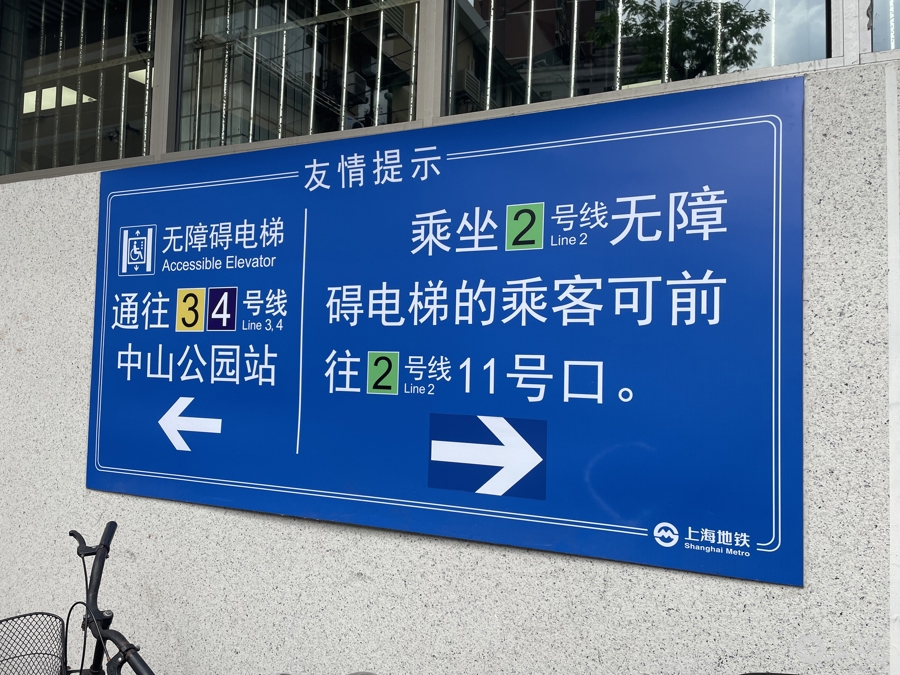 友情提示
无障碍电梯
Accessible Elevator
通往 3 4 号线
Line 3, 4
中山公园站
乘坐 2 号线无障
Line 2
碍电梯的乘客可前
往 2 号线 11号口。
Line 2
上海地铁
Shanghai Metro